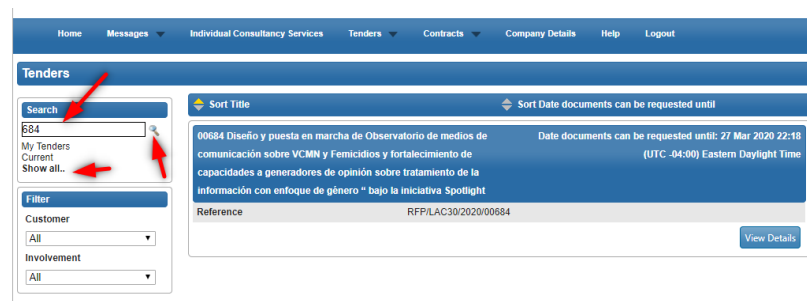 Home Messages Individual Consultancy Services Tenders Contracts Company Details Help Logout
Tenders
Search
684
My Tenders
Current
Show all..
Filter
Customer
All
Involvement
All
Sort Title Sort Date documents can be requested until
00684 Diseño y puesta en marcha de Observatorio de medios de
comunicación sobre VCMN y Femicidios y fortalecimiento de
capacidades a generadores de opinión sobre tratamiento de la
información con enfoque de género “ bajo la iniciativa Spotlight
Date documents can be requested until: 27 Mar 2020 22:18
(UTC -04:00) Eastern Daylight Time
Reference RFP/LAC30/2020/00684
View Details